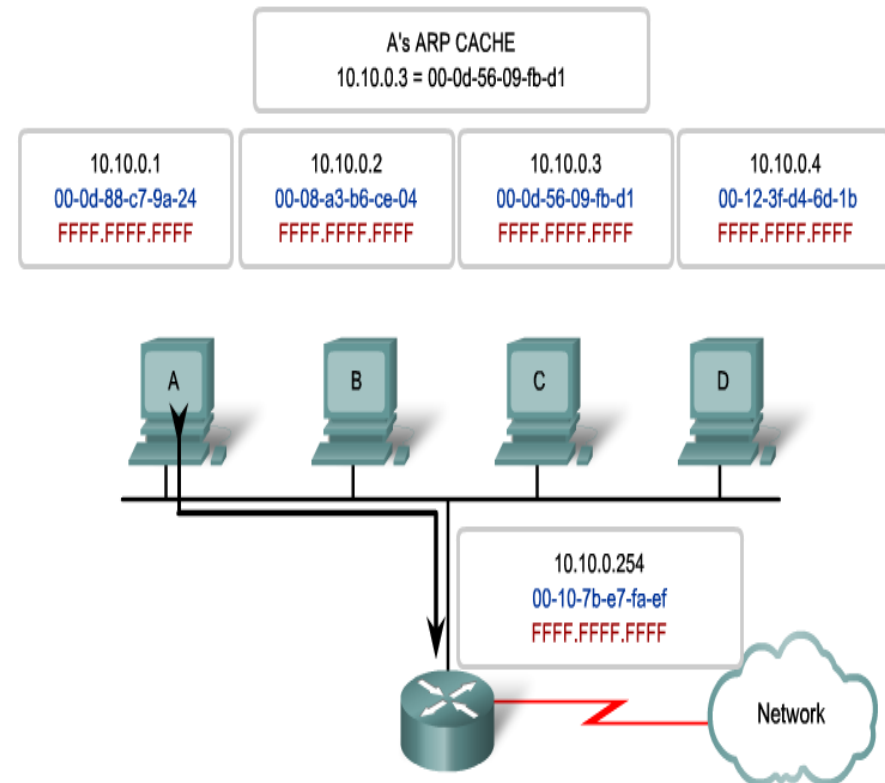 A's ARP CACHE
10.10.0.3 = 00-0d-56-09-fb-d1
10.10.0.1
00-0d-88-c7-9a-24
FFFF.FFFF.FFFF
10.10.0.2
00-08-a3-b6-ce-04
FFFF.FFFF.FFFF
10.10.0.3
00-0d-56-09-fb-d1
FFFF.FFFF.FFFF
10.10.0.4
00-12-3f-d4-6d-1b
FFFF.FFFF.FFFF
A
B
C
D
10.10.0.254
00-10-7b-e7-fa-ef
FFFF.FFFF.FFFF
Network